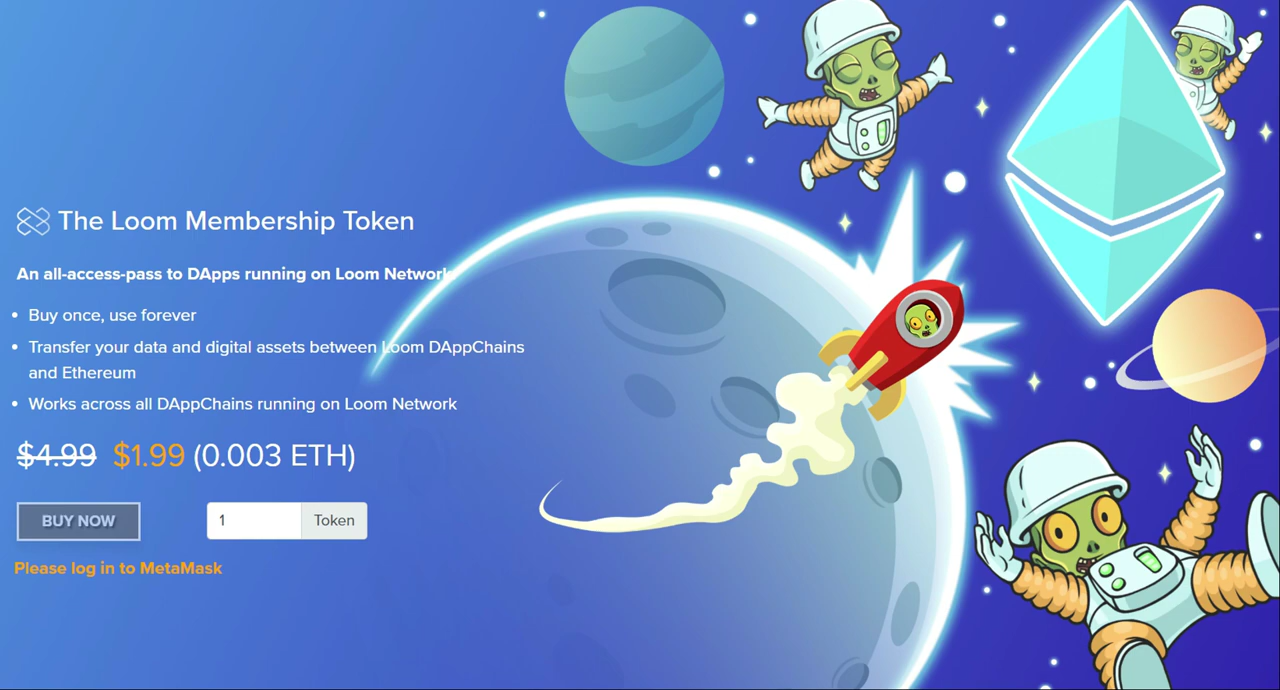 The Loom Membership Token
An all-access-pass to DApps running on Loom Network
• Buy once, use forever
• Transfer your data and digital assets between Loom DAppChains
and Ethereum
• Works across all DAppChains running on Loom Network
$4.99 $1.99 (0.003 ETH)
BUY NOW 1 Token
Please log in to MetaMask